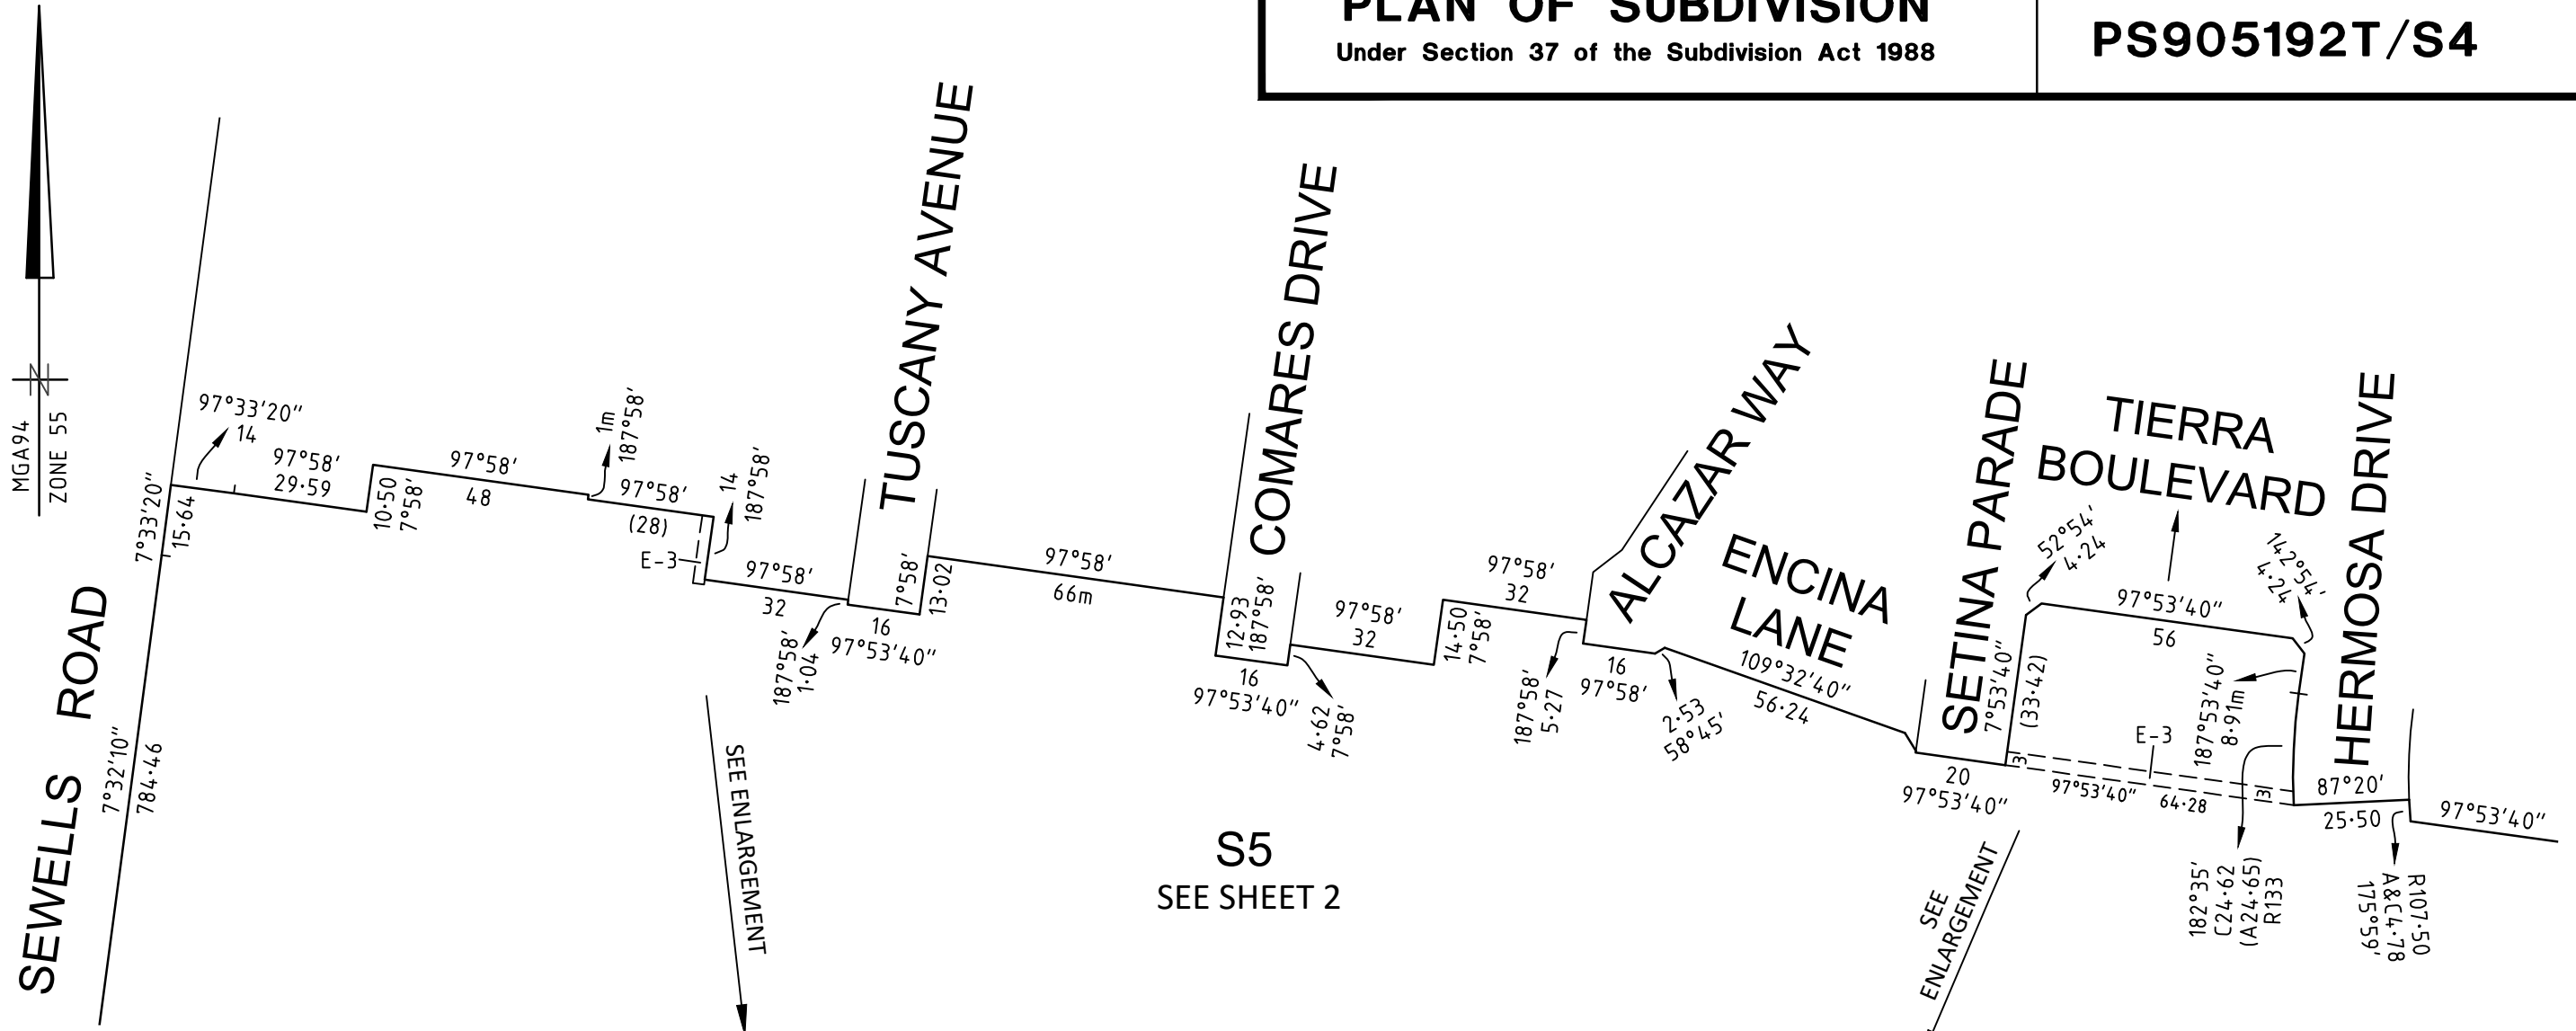 PLAN OF SUBDIVISION
Under Section 37 of the Subdivision Act 1988
PS905192T/S4
MGA94
ZONE 55
N
SEWELLS ROAD
7°33'20"
15·64
7°32'10"
784·46
97°33'20"
14
97°58'
29·59
10·50
7°58'
97°58'
48
1m
187°58'
97°58'
(28)
14
187°58'
E-3
97°58'
32
187°58'
1·04
TUSCANY AVENUE
16
97°53'40"
7°58'
13·02
97°58'
66m
COMARES DRIVE
12·93
187°58'
16
97°53'40"
4·62
7°58'
97°58'
32
14·50
7°58'
97°58'
32
187°58'
5·27
ALCAZAR WAY
16
97°58'
2·53
58°45'
ENCINA
LANE
109°32'40"
56·24
SETINA PARADE
20
97°53'40"
7°53'40"
(33·42)
52°54'
4·24
TIERRA
BOULEVARD
97°53'40"
56
142°54'
4·24
187°53'40"
8·91m
HERMOSA DRIVE
E-3
3
97°53'40"
64·28
3
182°35'
C24·62
(A24·65)
R133
87°20'
25·50
R107·50
A&C4·78
175°59'
97°53'40"
SEE ENLARGEMENT
S5
SEE SHEET 2
SEE
ENLARGEMENT